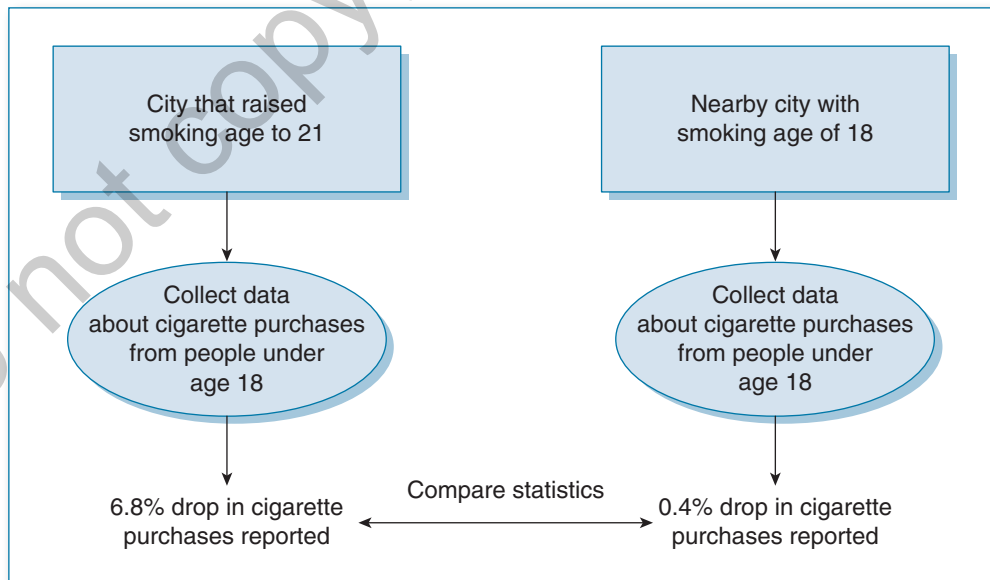 City that raised
smoking age to 21
Nearby city with
smoking age of 18
Collect data
about cigarette purchases
from people under
age 18
Collect data
about cigarette purchases
from people under
age 18
6.8% drop in cigarette
purchases reported
Compare statistics
0.4% drop in cigarette
purchases reported
not copy